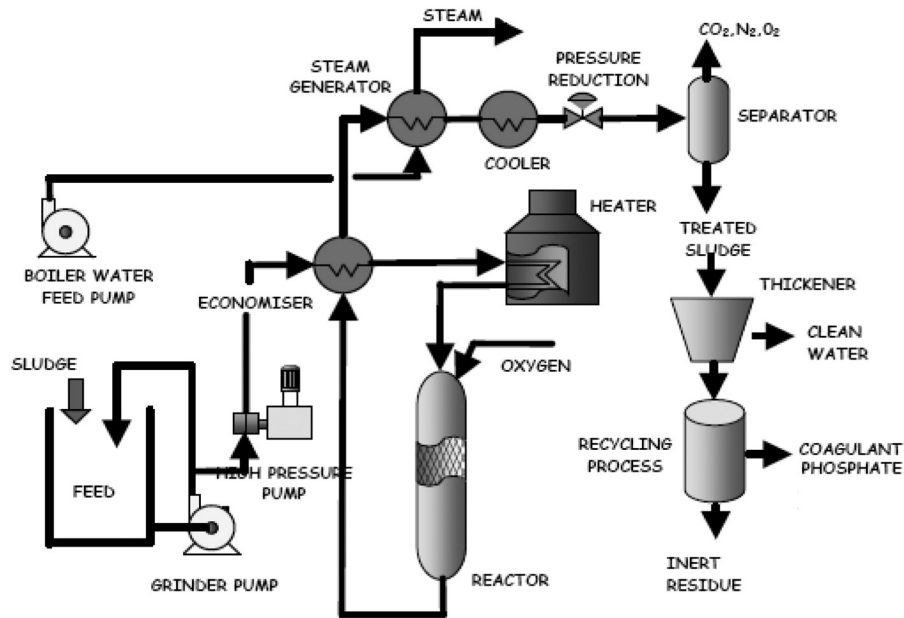 STEAM
CO₂,N₂,O₂
STEAM
GENERATOR
PRESSURE
REDUCTION
SEPARATOR
COOLER
HEATER
TREATED
SLUDGE
BOILER WATER
FEED PUMP
ECONOMISER
THICKENER
CLEAN
WATER
SLUDGE
OXYGEN
RECYCLING
PROCESS
COAGULANT
PHOSPHATE
HIGH PRESSURE
PUMP
FEED
GRINDER PUMP
REACTOR
INERT
RESIDUE